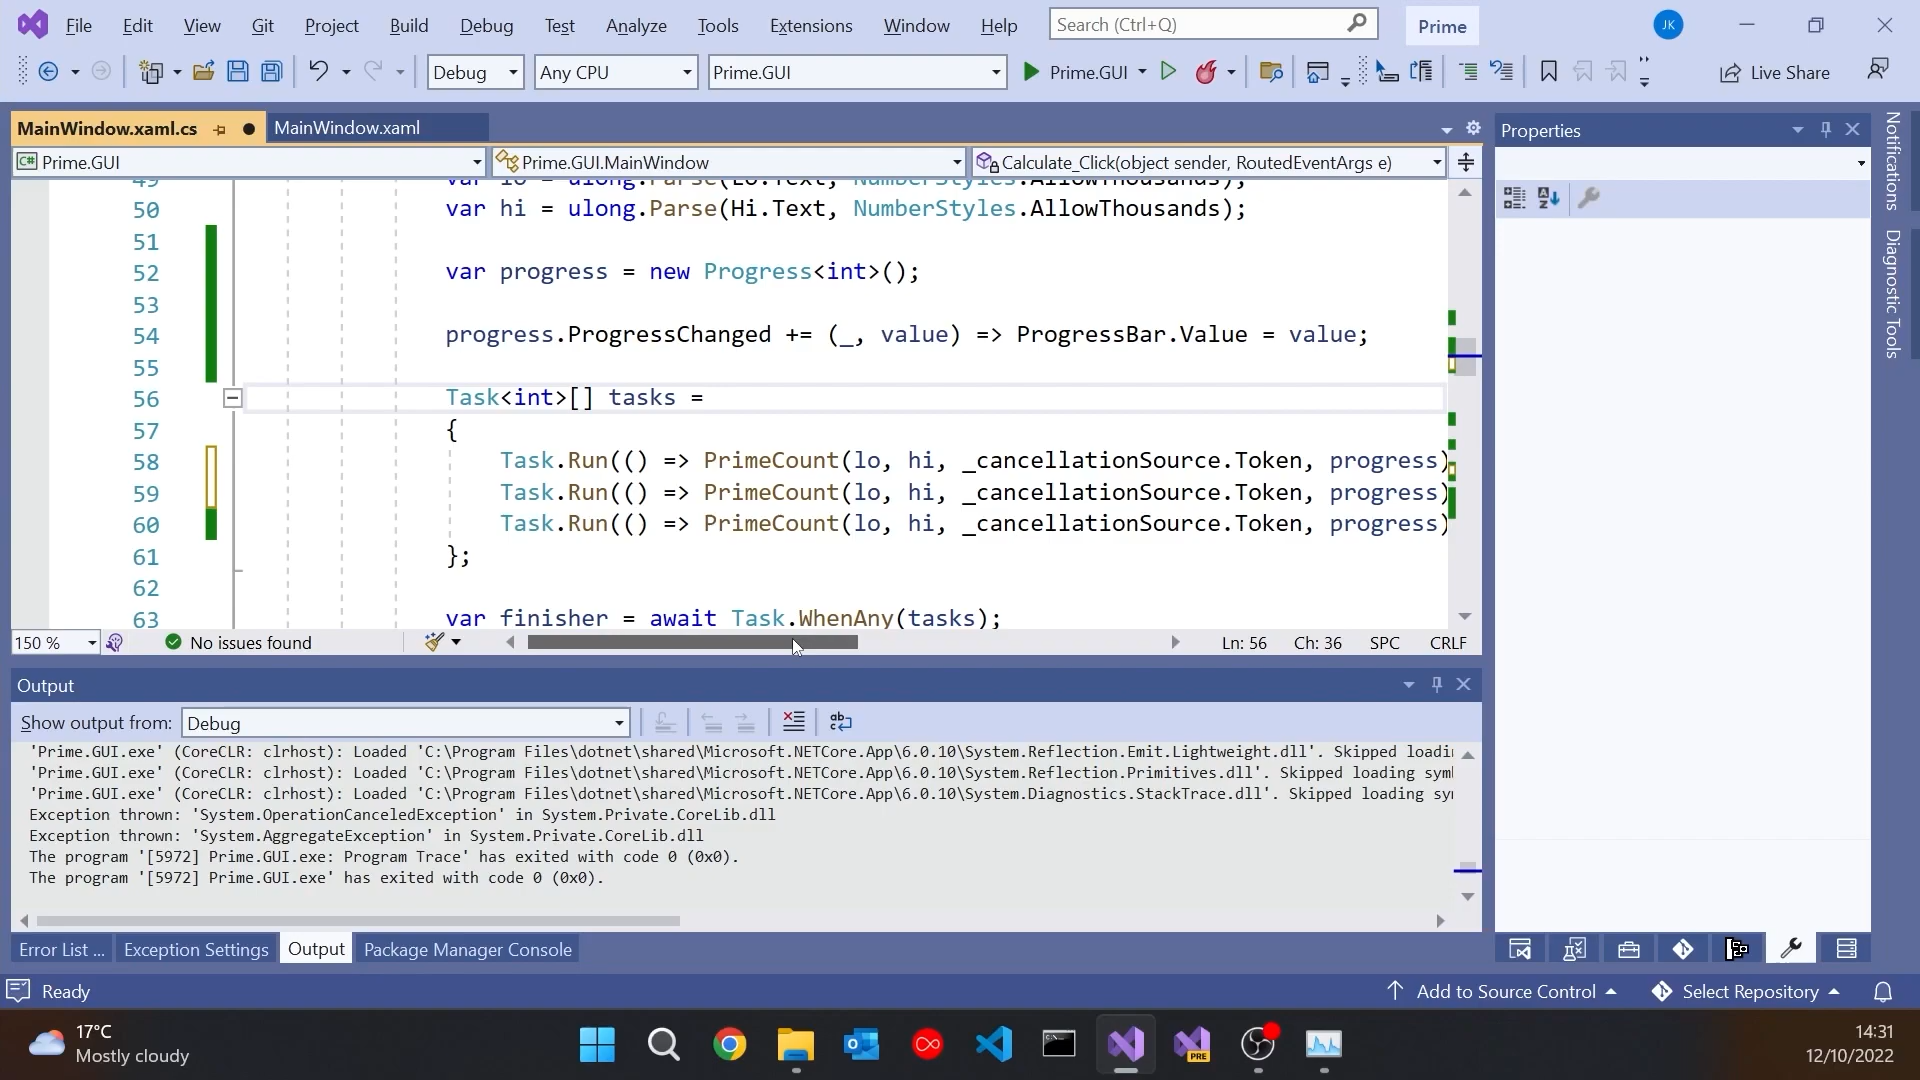 File Edit View Git Project Build Debug Test Analyze Tools Extensions Window Help Search (Ctrl+Q) Prime JK
Debug Any CPU Prime.GUI Prime.GUI Live Share
MainWindow.xaml.cs MainWindow.xaml
Prime.GUI Prime.GUI.MainWindow Calculate_Click(object sender, RoutedEventArgs e)
49 var lo = ulong.Parse(Lo.Text, NumberStyles.AllowThousands);
50 var hi = ulong.Parse(Hi.Text, NumberStyles.AllowThousands);
51
52 var progress = new Progress<int>();
53
54 progress.ProgressChanged += (_, value) => ProgressBar.Value = value;
55
56 Task<int>[] tasks =
57 {
58 Task.Run(() => PrimeCount(lo, hi, _cancellationSource.Token, progress)
59 Task.Run(() => PrimeCount(lo, hi, _cancellationSource.Token, progress)
60 Task.Run(() => PrimeCount(lo, hi, _cancellationSource.Token, progress)
61 };
62
63 var finisher = await Task.WhenAny(tasks);
150 % No issues found Ln: 56 Ch: 36 SPC CRLF
Properties
Notifications
Diagnostic Tools
Output
Show output from: Debug
'Prime.GUI.exe' (CoreCLR: clrhost): Loaded 'C:\Program Files\dotnet\shared\Microsoft.NETCore.App\6.0.10\System.Reflection.Emit.Lightweight.dll'. Skipped loadi
'Prime.GUI.exe' (CoreCLR: clrhost): Loaded 'C:\Program Files\dotnet\shared\Microsoft.NETCore.App\6.0.10\System.Reflection.Primitives.dll'. Skipped loading sym
'Prime.GUI.exe' (CoreCLR: clrhost): Loaded 'C:\Program Files\dotnet\shared\Microsoft.NETCore.App\6.0.10\System.Diagnostics.StackTrace.dll'. Skipped loading sy
Exception thrown: 'System.OperationCanceledException' in System.Private.CoreLib.dll
Exception thrown: 'System.AggregateException' in System.Private.CoreLib.dll
The program '[5972] Prime.GUI.exe: Program Trace' has exited with code 0 (0x0).
The program '[5972] Prime.GUI.exe' has exited with code 0 (0x0).
Error List ... Exception Settings Output Package Manager Console
Ready Add to Source Control Select Repository
17°C
Mostly cloudy
PRE
14:31
12/10/2022